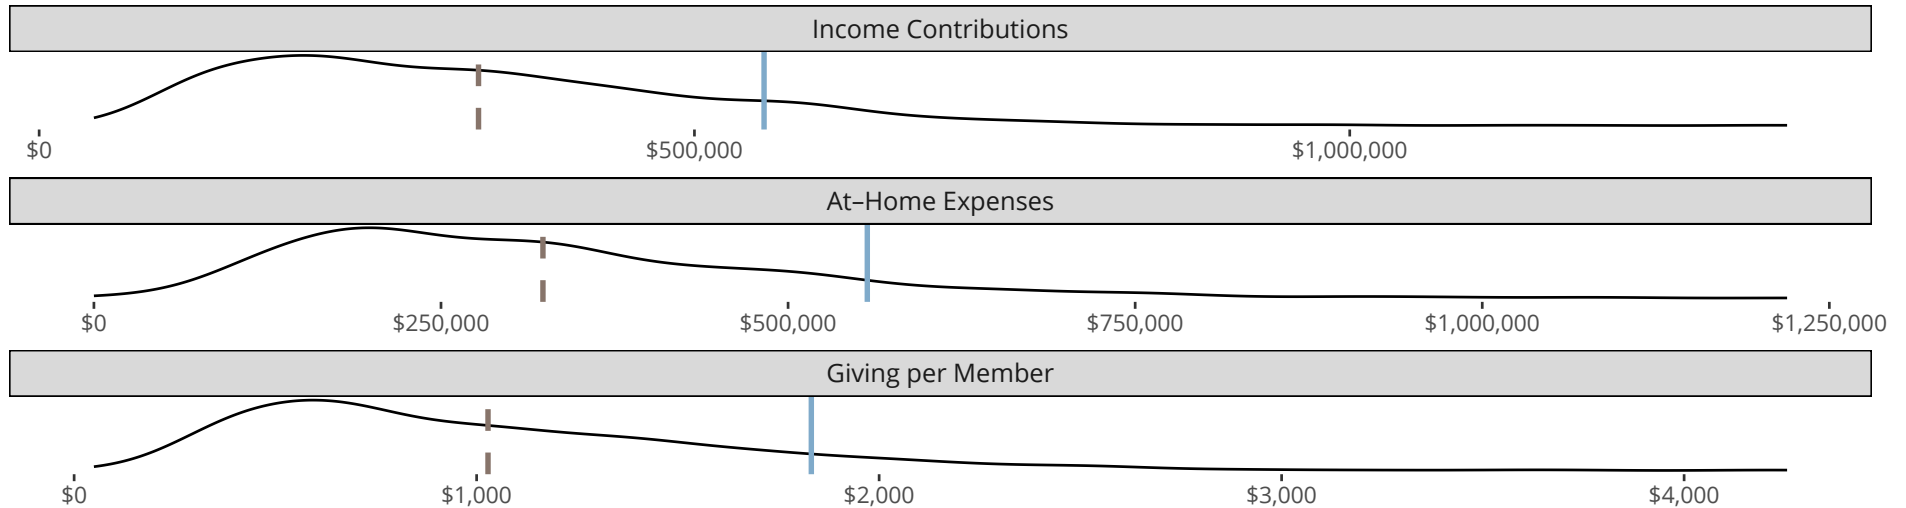 Income Contributions
$0 $500,000 $1,000,000
At–Home Expenses
$0 $250,000 $500,000 $750,000 $1,000,000 $1,250,000
Giving per Member
$0 $1,000 $2,000 $3,000 $4,000